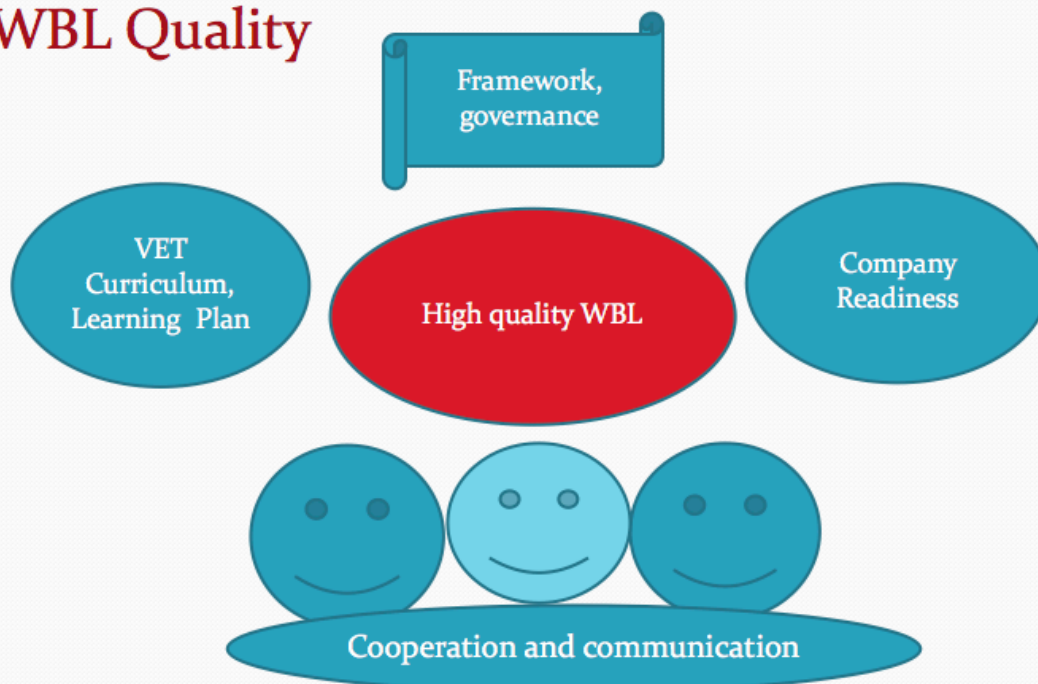 WBL Quality
Framework,
governance
VET
Curriculum,
Learning Plan
High quality WBL
Company
Readiness
Cooperation and communication